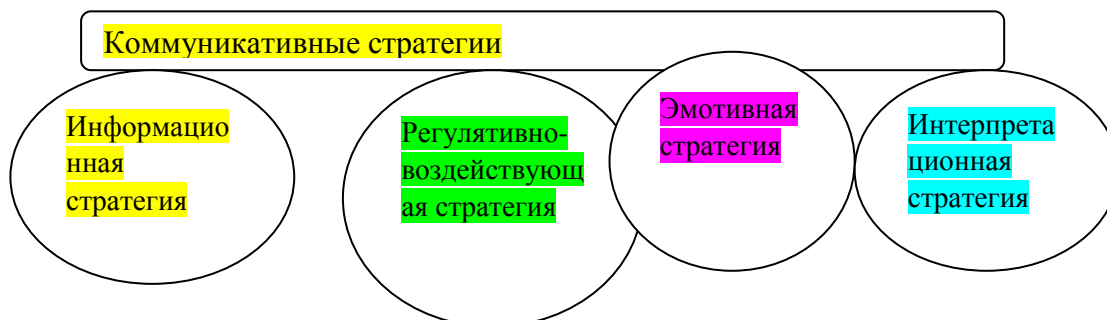 Коммуникативные стратегии
Информацио
нная
стратегия
Регулятивно-
воздействующ
ая стратегия
Эмотивная
стратегия
Интерпрета
ционная
стратегия